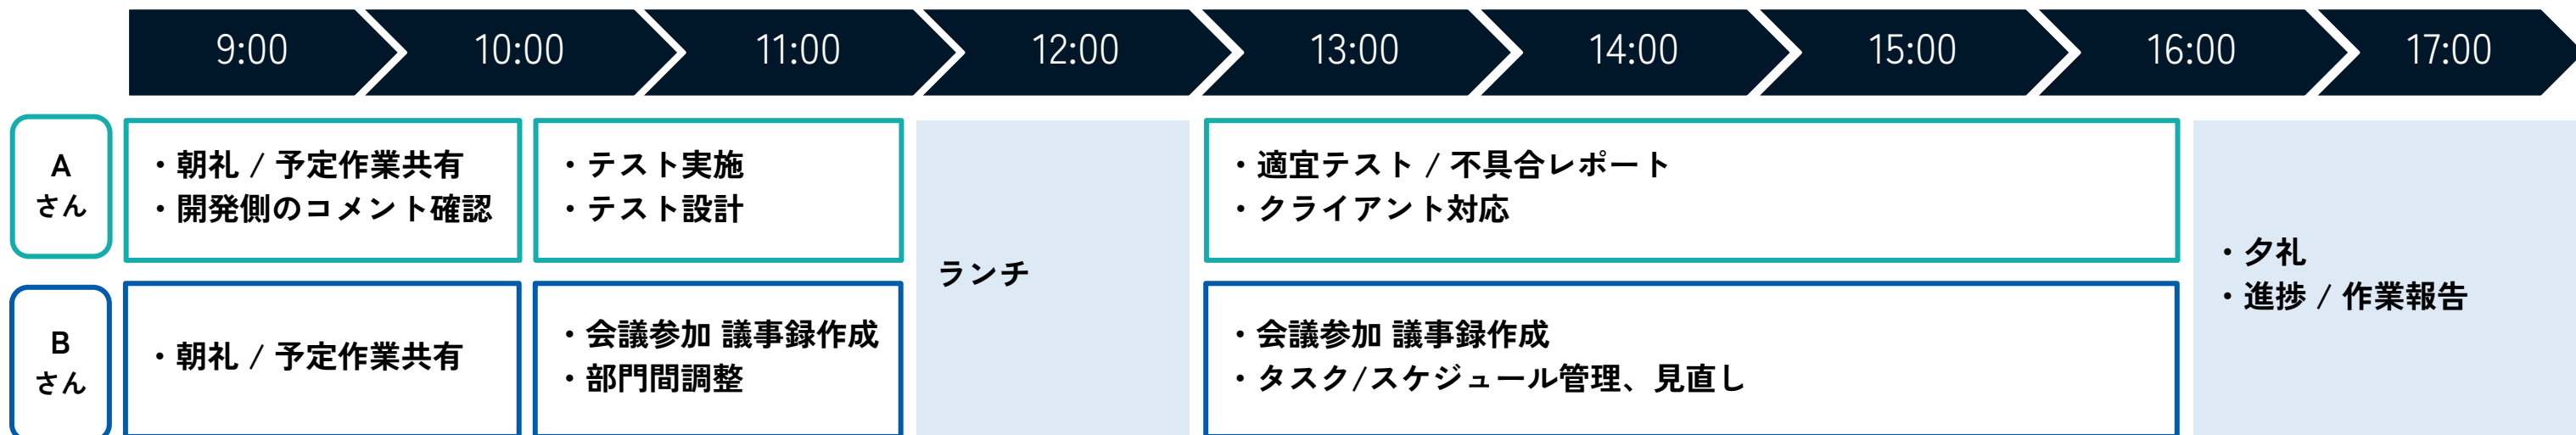 9:00 10:00 11:00 12:00 13:00 14:00 15:00 16:00 17:00
A
さん
・朝礼 / 予定作業共有
・開発側のコメント確認
・テスト実施
・テスト設計
・適宜テスト / 不具合レポート
・クライアント対応
B
さん
・朝礼 / 予定作業共有
・会議参加 議事録作成
・部門間調整
ランチ
・会議参加 議事録作成
・タスク/スケジュール管理、見直し
・夕礼
・進捗 / 作業報告